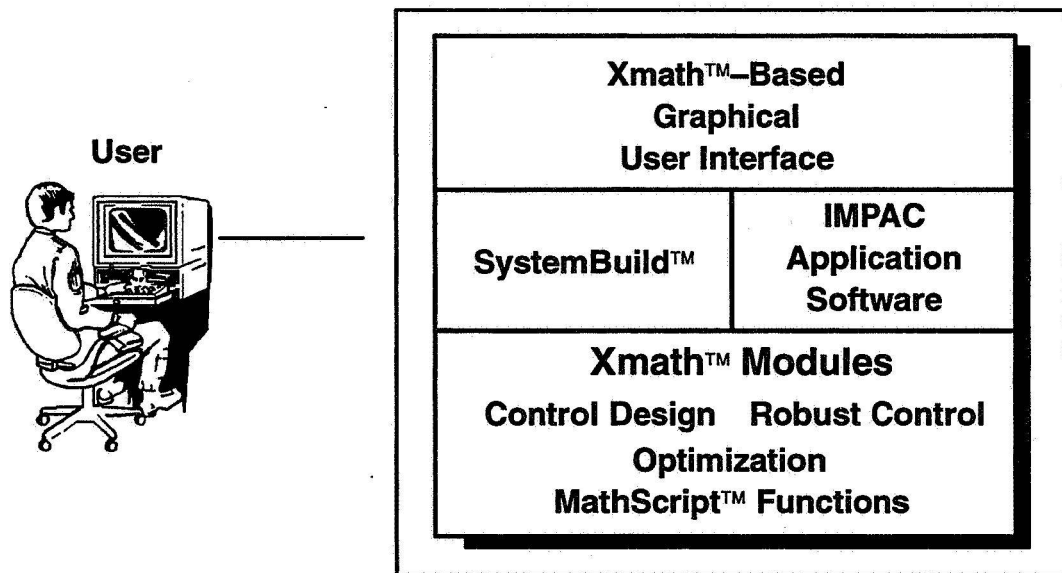 User
Xmath™–Based
Graphical
User Interface
SystemBuild™
IMPAC
Application
Software
Xmath™ Modules
Control Design Robust Control
Optimization
MathScript™ Functions